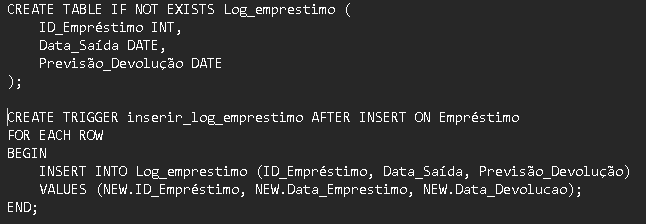 CREATE TABLE IF NOT EXISTS Log_emprestimo (
    ID_Empréstimo INT,
    Data_Saída DATE,
    Previsão_Devolução DATE
);

CREATE TRIGGER inserir_log_emprestimo AFTER INSERT ON Empréstimo
FOR EACH ROW
BEGIN
    INSERT INTO Log_emprestimo (ID_Empréstimo, Data_Saída, Previsão_Devolução)
    VALUES (NEW.ID_Empréstimo, NEW.Data_Emprestimo, NEW.Data_Devolucao);
END;